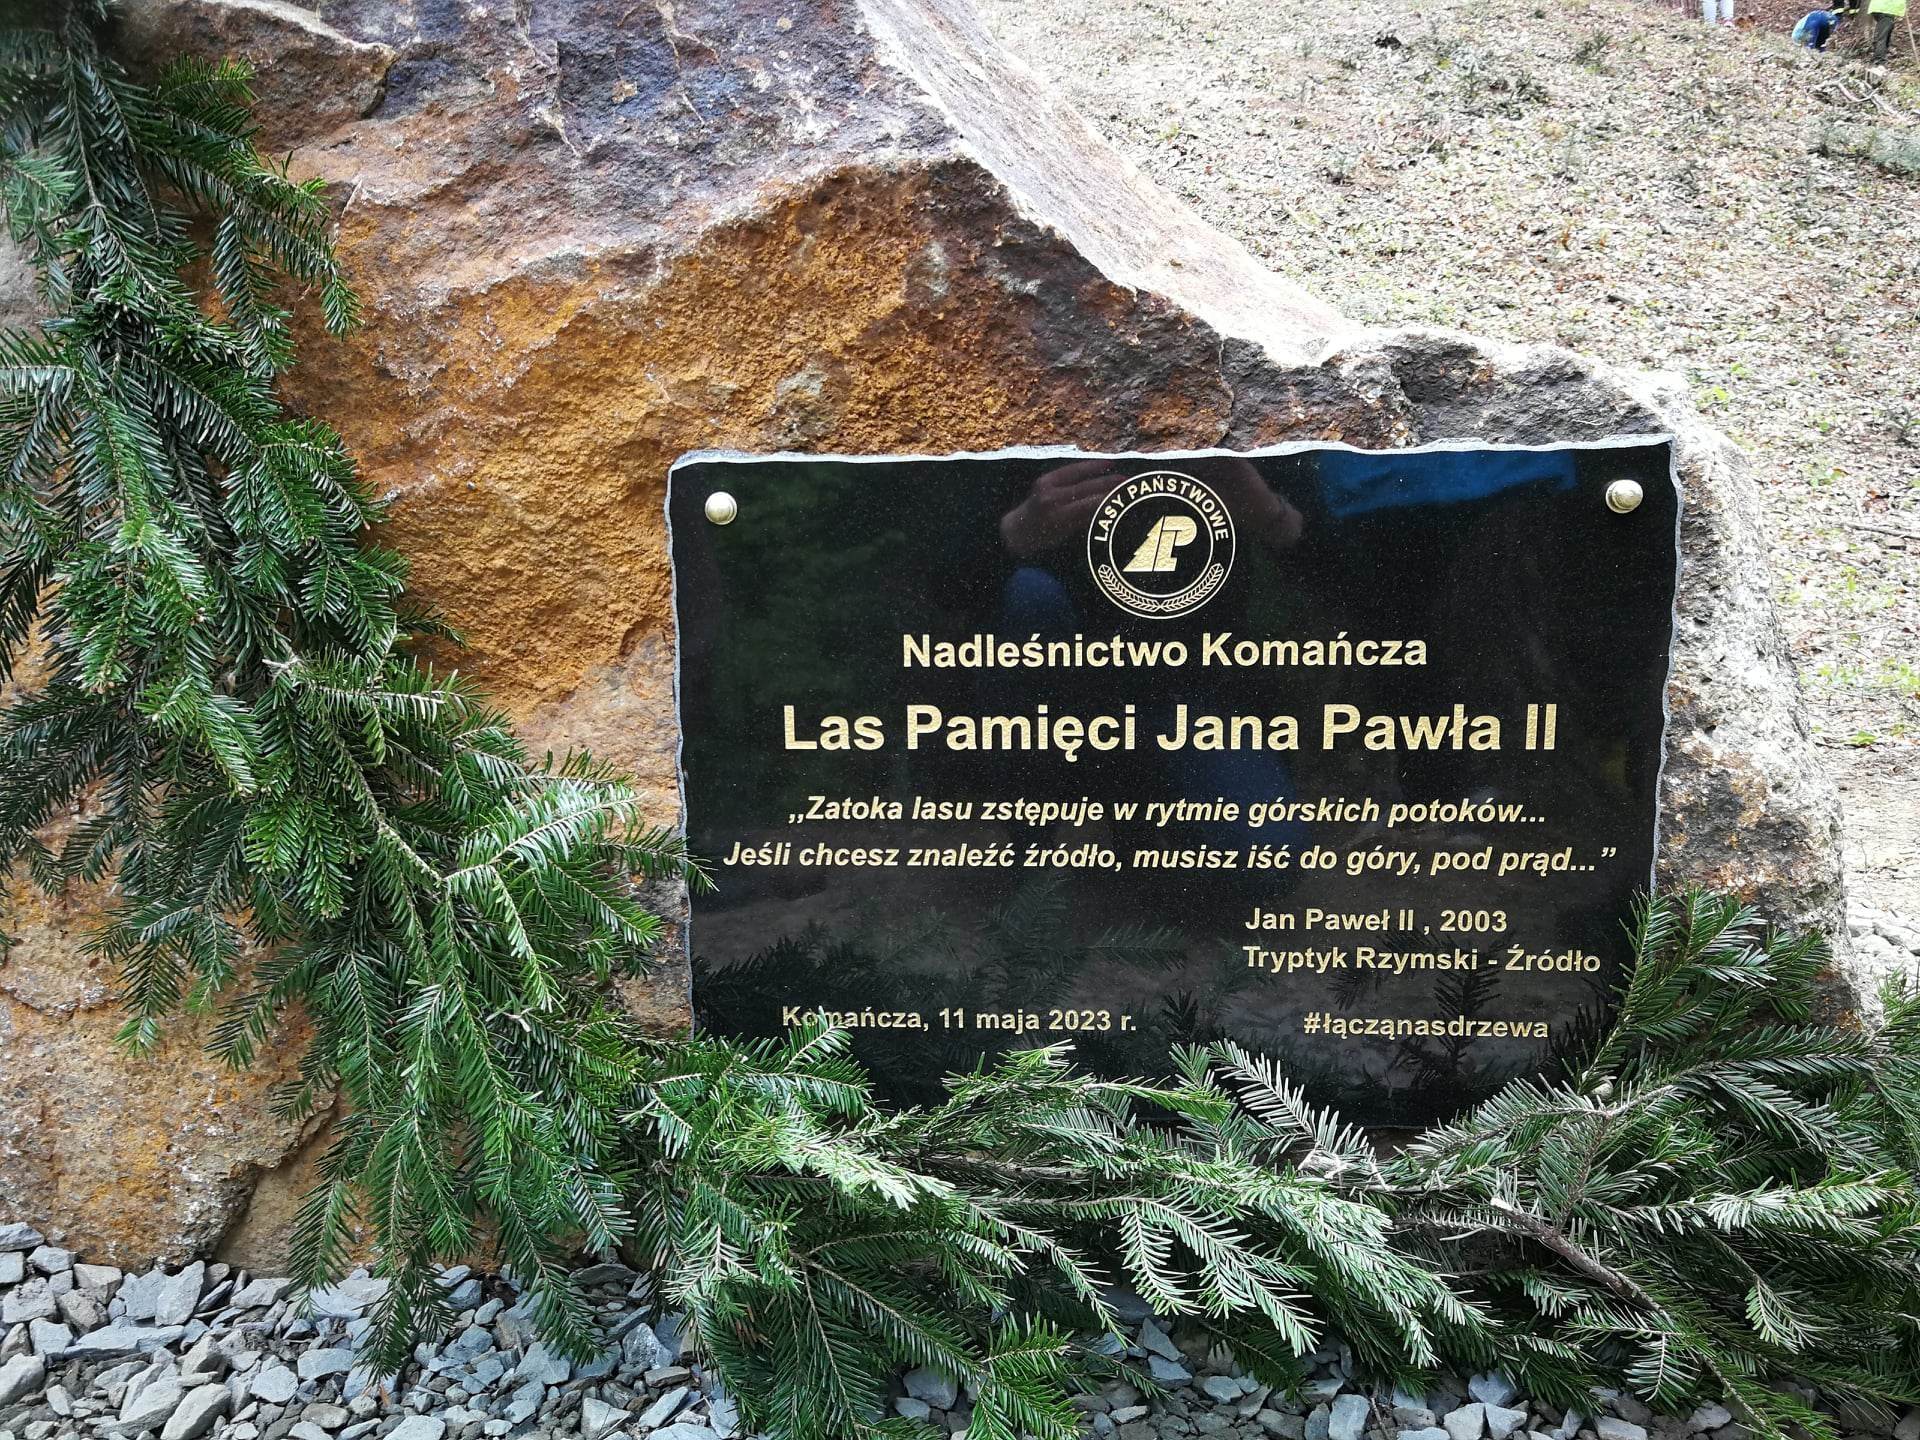 LASY PAŃSTWOWE
LP
Nadleśnictwo Komańcza
Las Pamięci Jana Pawła II
,,Zatoka lasu zstępuje w rytmie górskich potoków...
Jeśli chcesz znaleźć źródło, musisz iść do góry, pod prąd...”
Jan Paweł II , 2003
Tryptyk Rzymski - Źródło
Komańcza, 11 maja 2023 r.
#łącząnasdrzewa